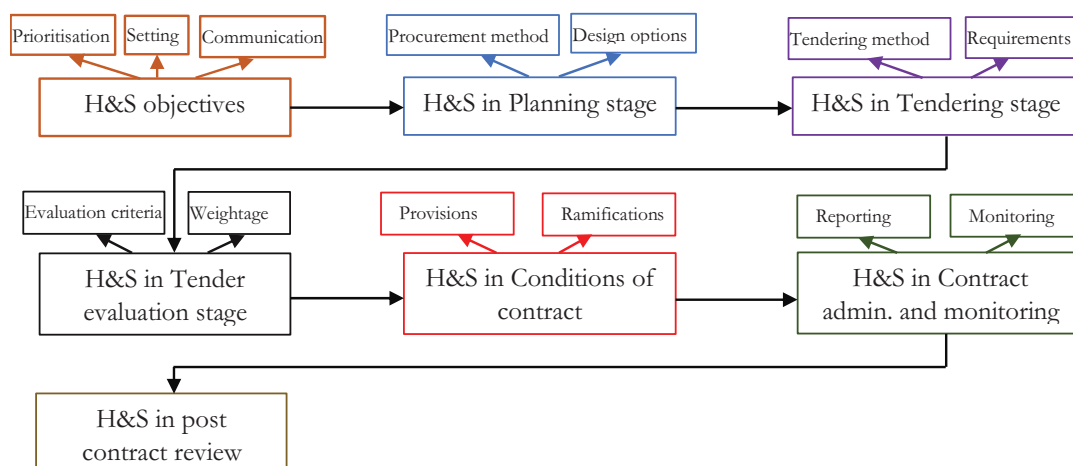 Prioritisation
Setting
Communication
Procurement method
Design options
Tendering method
Requirements
H&S objectives
H&S in Planning stage
H&S in Tendering stage
Evaluation criteria
Weightage
Provisions
Ramifications
Reporting
Monitoring
H&S in Tender
evaluation stage
H&S in Conditions of
contract
H&S in Contract
admin. and monitoring
H&S in post
contract review